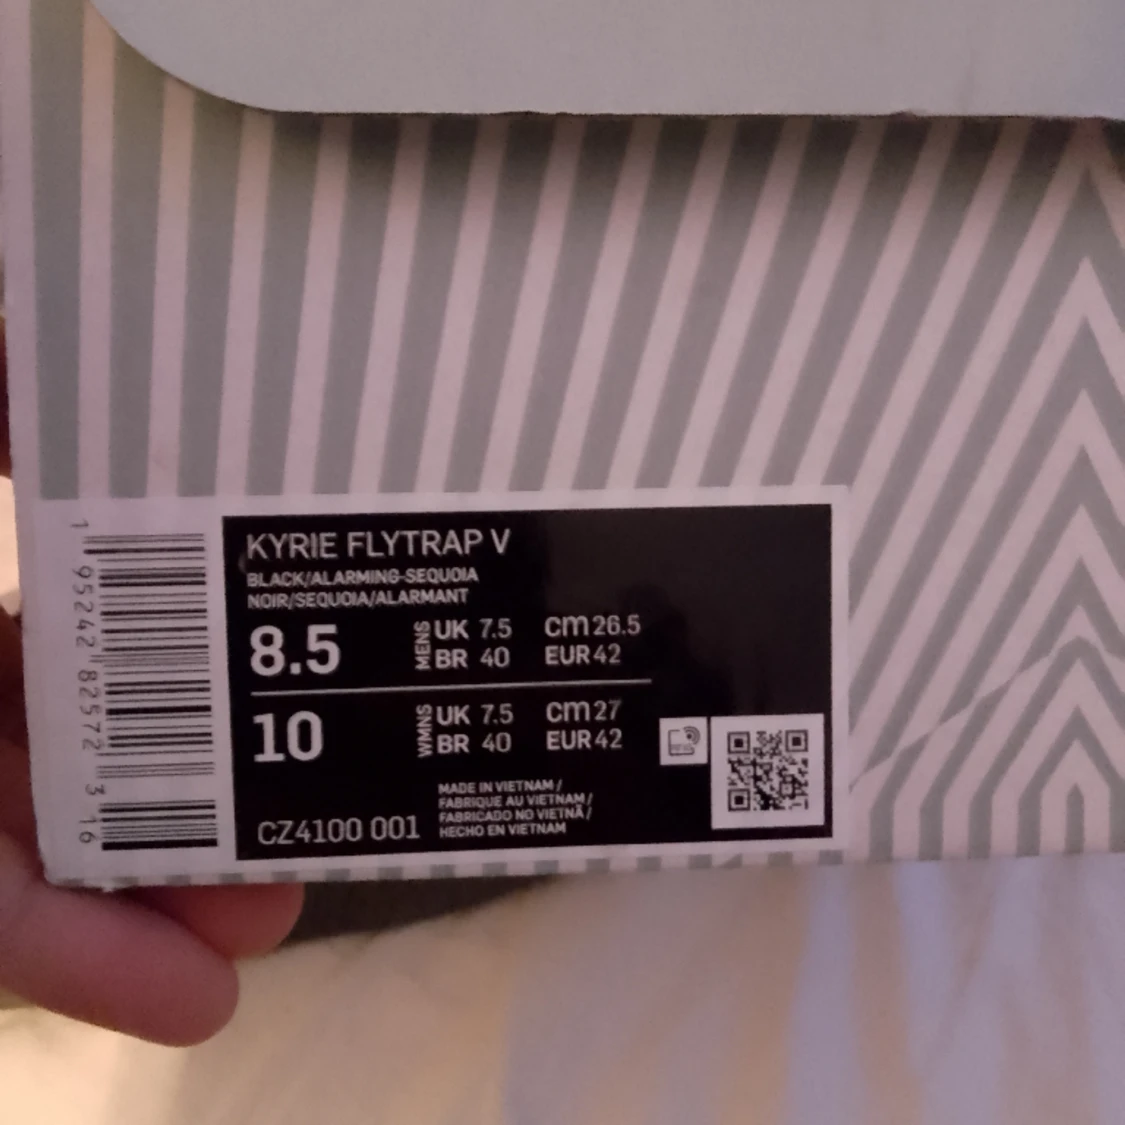 KYRIE FLYTRAP V
BLACK/ALARMING-SEQUOIA
NOIR/SEQUOIA/ALARMANT
8.5 MENS UK 7.5 cm 26.5
BR 40 EUR 42
10 WMNS UK 7.5 cm 27
BR 40 EUR 42
MADE IN VIETNAM /
FABRIQUE AU VIETNAM /
FABRICADO NO VIETNÃ /
HECHO EN VIETNAM
CZ4100 001
1 95242 82572 3 16